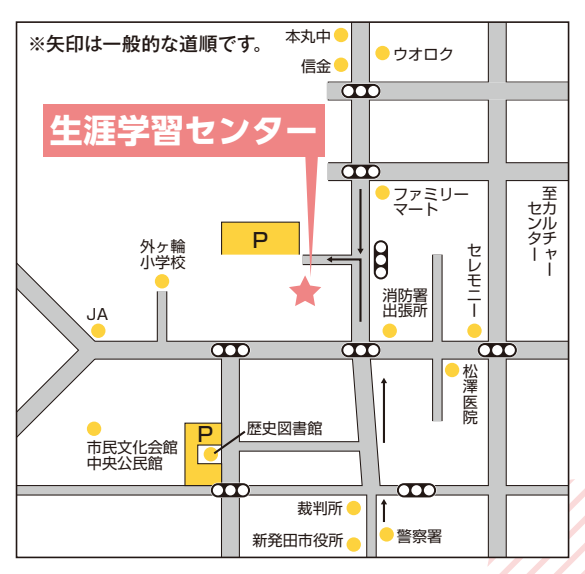 ※矢印は一般的な道順です。
本丸中
ウオロク
信金
生涯学習センター
ファミリー
マート
至カルチャー
センター
P
外ヶ輪
小学校
セレモニー
消防署
出張所
JA
松澤医院
歴史図書館
P
市民文化会館
中央公民館
裁判所
新発田市役所
警察署